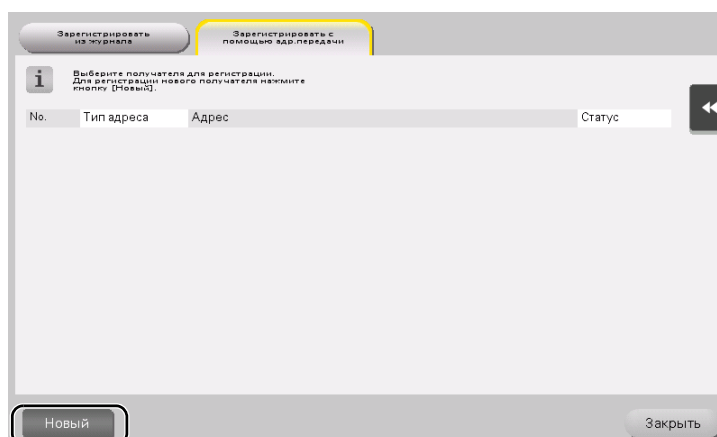 Зарегистрировать
из журнала
Зарегистрировать с
помощью адр.передачи
i
Выберите получателя для регистрации.
Для регистрации нового получателя нажмите
кнопку [Новый].
No. Тип адреса Адрес Статус
Новый
Закрыть